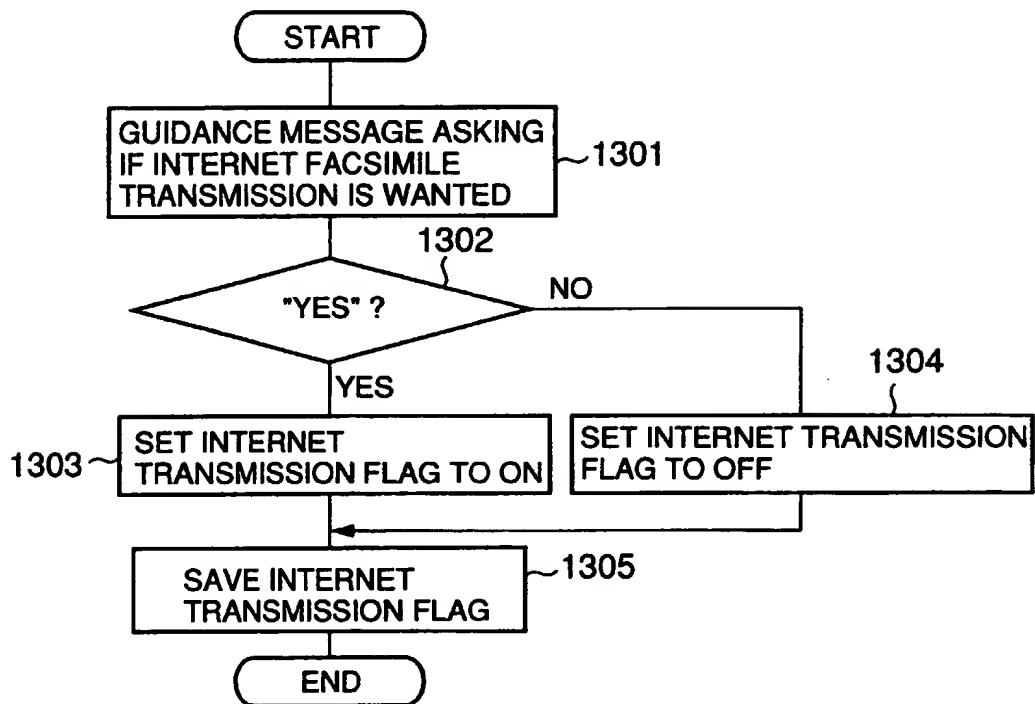 START
GUIDANCE MESSAGE ASKING
IF INTERNET FACSIMILE
TRANSMISSION IS WANTED
1301
1302
"YES" ?
NO
YES
1304
1303
SET INTERNET
TRANSMISSION FLAG TO ON
SET INTERNET TRANSMISSION
FLAG TO OFF
SAVE INTERNET
TRANSMISSION FLAG
1305
END